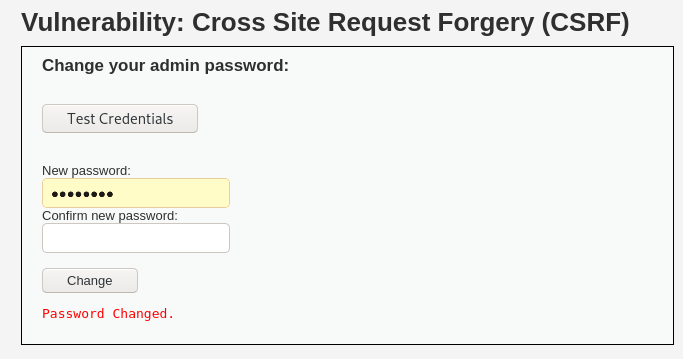 Vulnerability: Cross Site Request Forgery (CSRF)
Change your admin password:
Test Credentials
New password:
●●●●●●●●
Confirm new password:
Change
Password Changed.